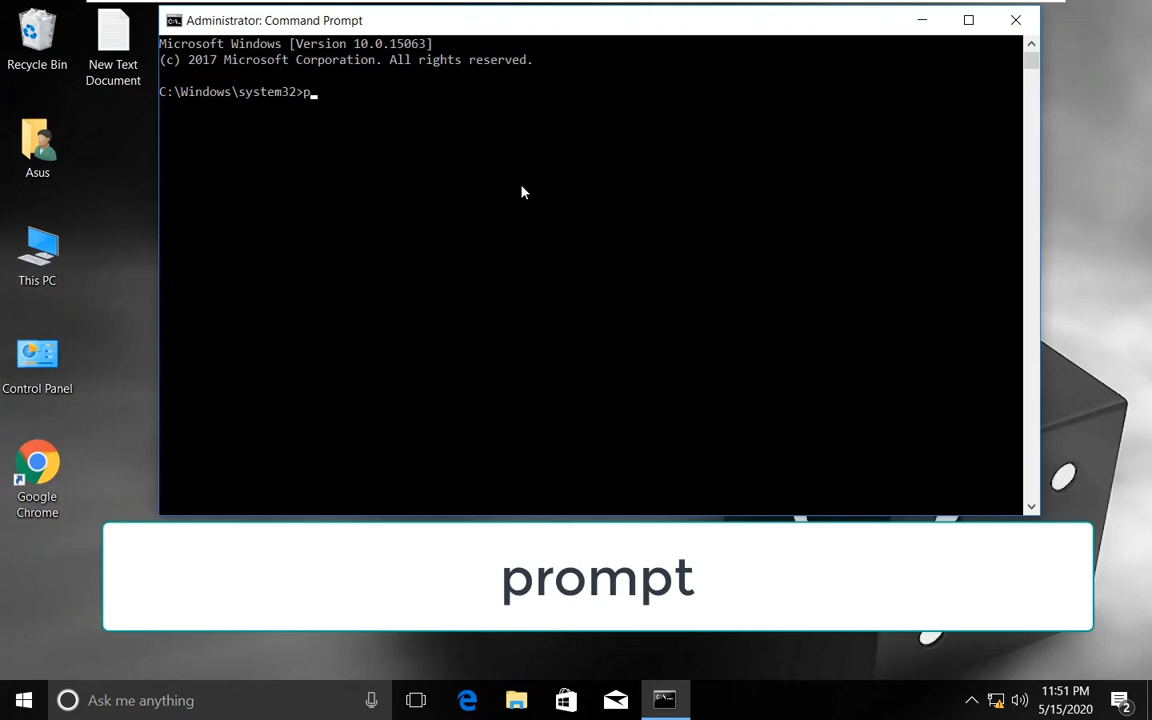 Recycle Bin
New Text
Document
Asus
This PC
Control Panel
Google
Chrome
Administrator: Command Prompt
Microsoft Windows [Version 10.0.15063]
(c) 2017 Microsoft Corporation. All rights reserved.
C:\Windows\system32>p_
prompt
Ask me anything
11:51 PM
5/15/2020
2